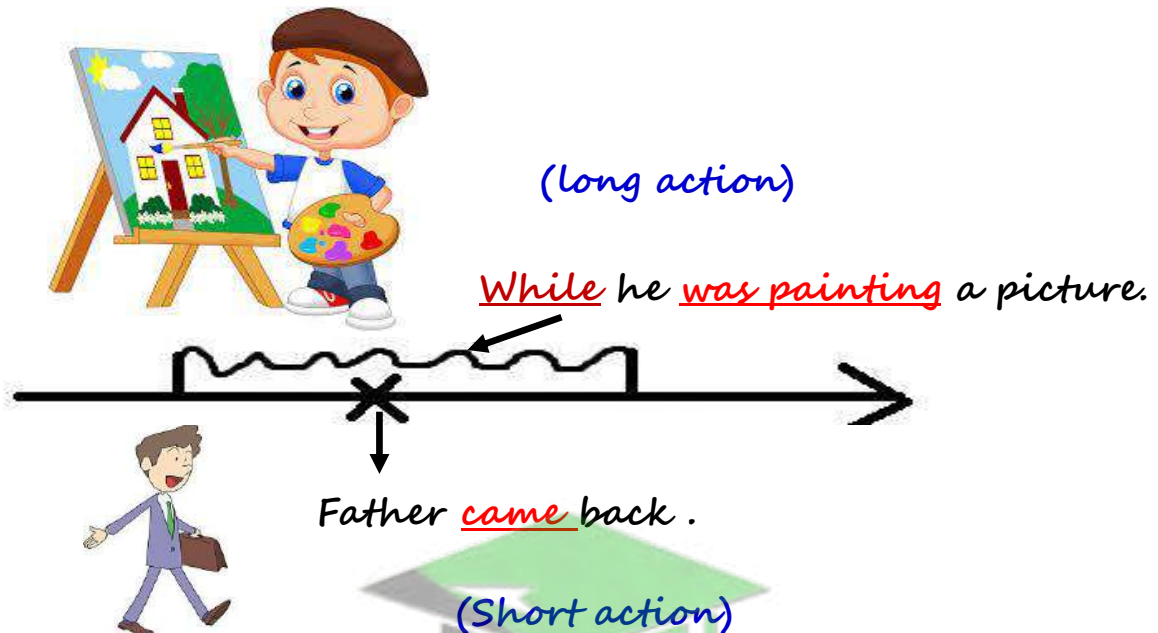 (long action)
While he was painting a picture.
Father came back .
(Short action)